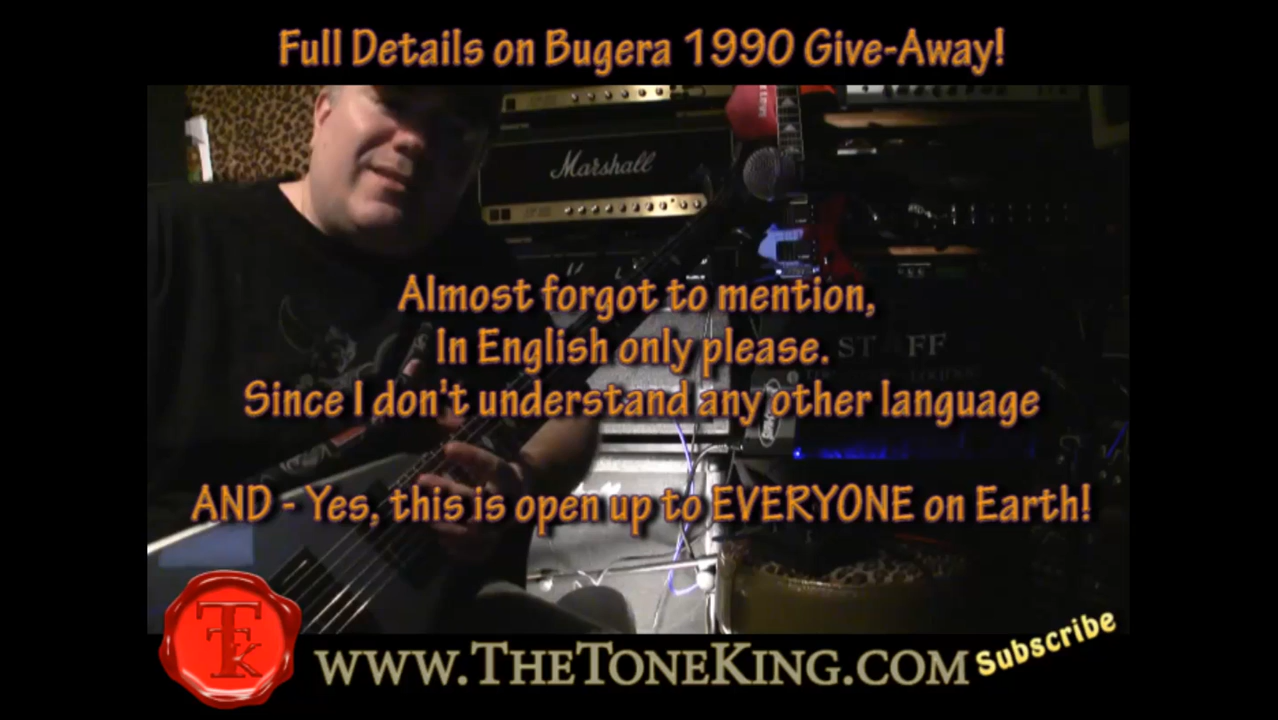 Full Details on Bugera 1990 Give-Away!
Marshall
Almost forgot to mention,
In English only please.
Since I don't understand any other language
AND - Yes, this is open up to EVERYONE on Earth!
TTK
www.TheToneKing.com
Subscribe